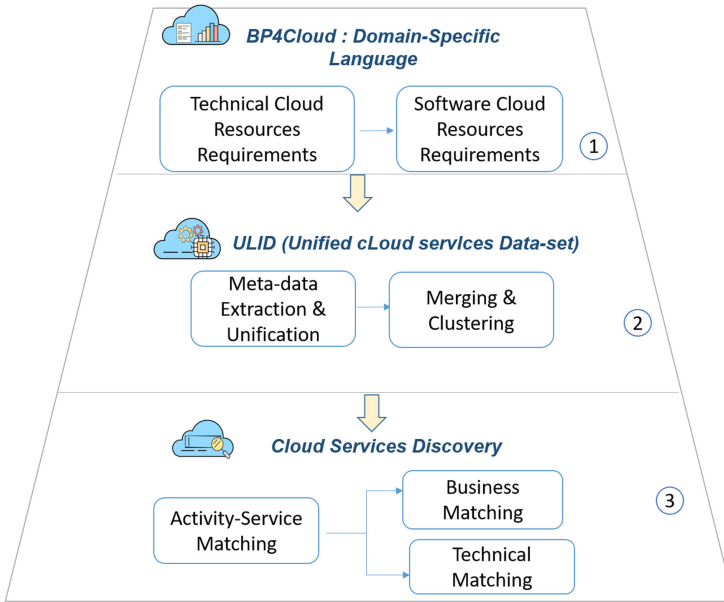 BP4Cloud : Domain-Specific
Language
Technical Cloud
Resources
Requirements
Software Cloud
Resources
Requirements
1
ULID (Unified cLoud servIces Data-set)
Meta-data
Extraction &
Unification
Merging &
Clustering
2
Cloud Services Discovery
Activity-Service
Matching
Business
Matching
Technical
Matching
3